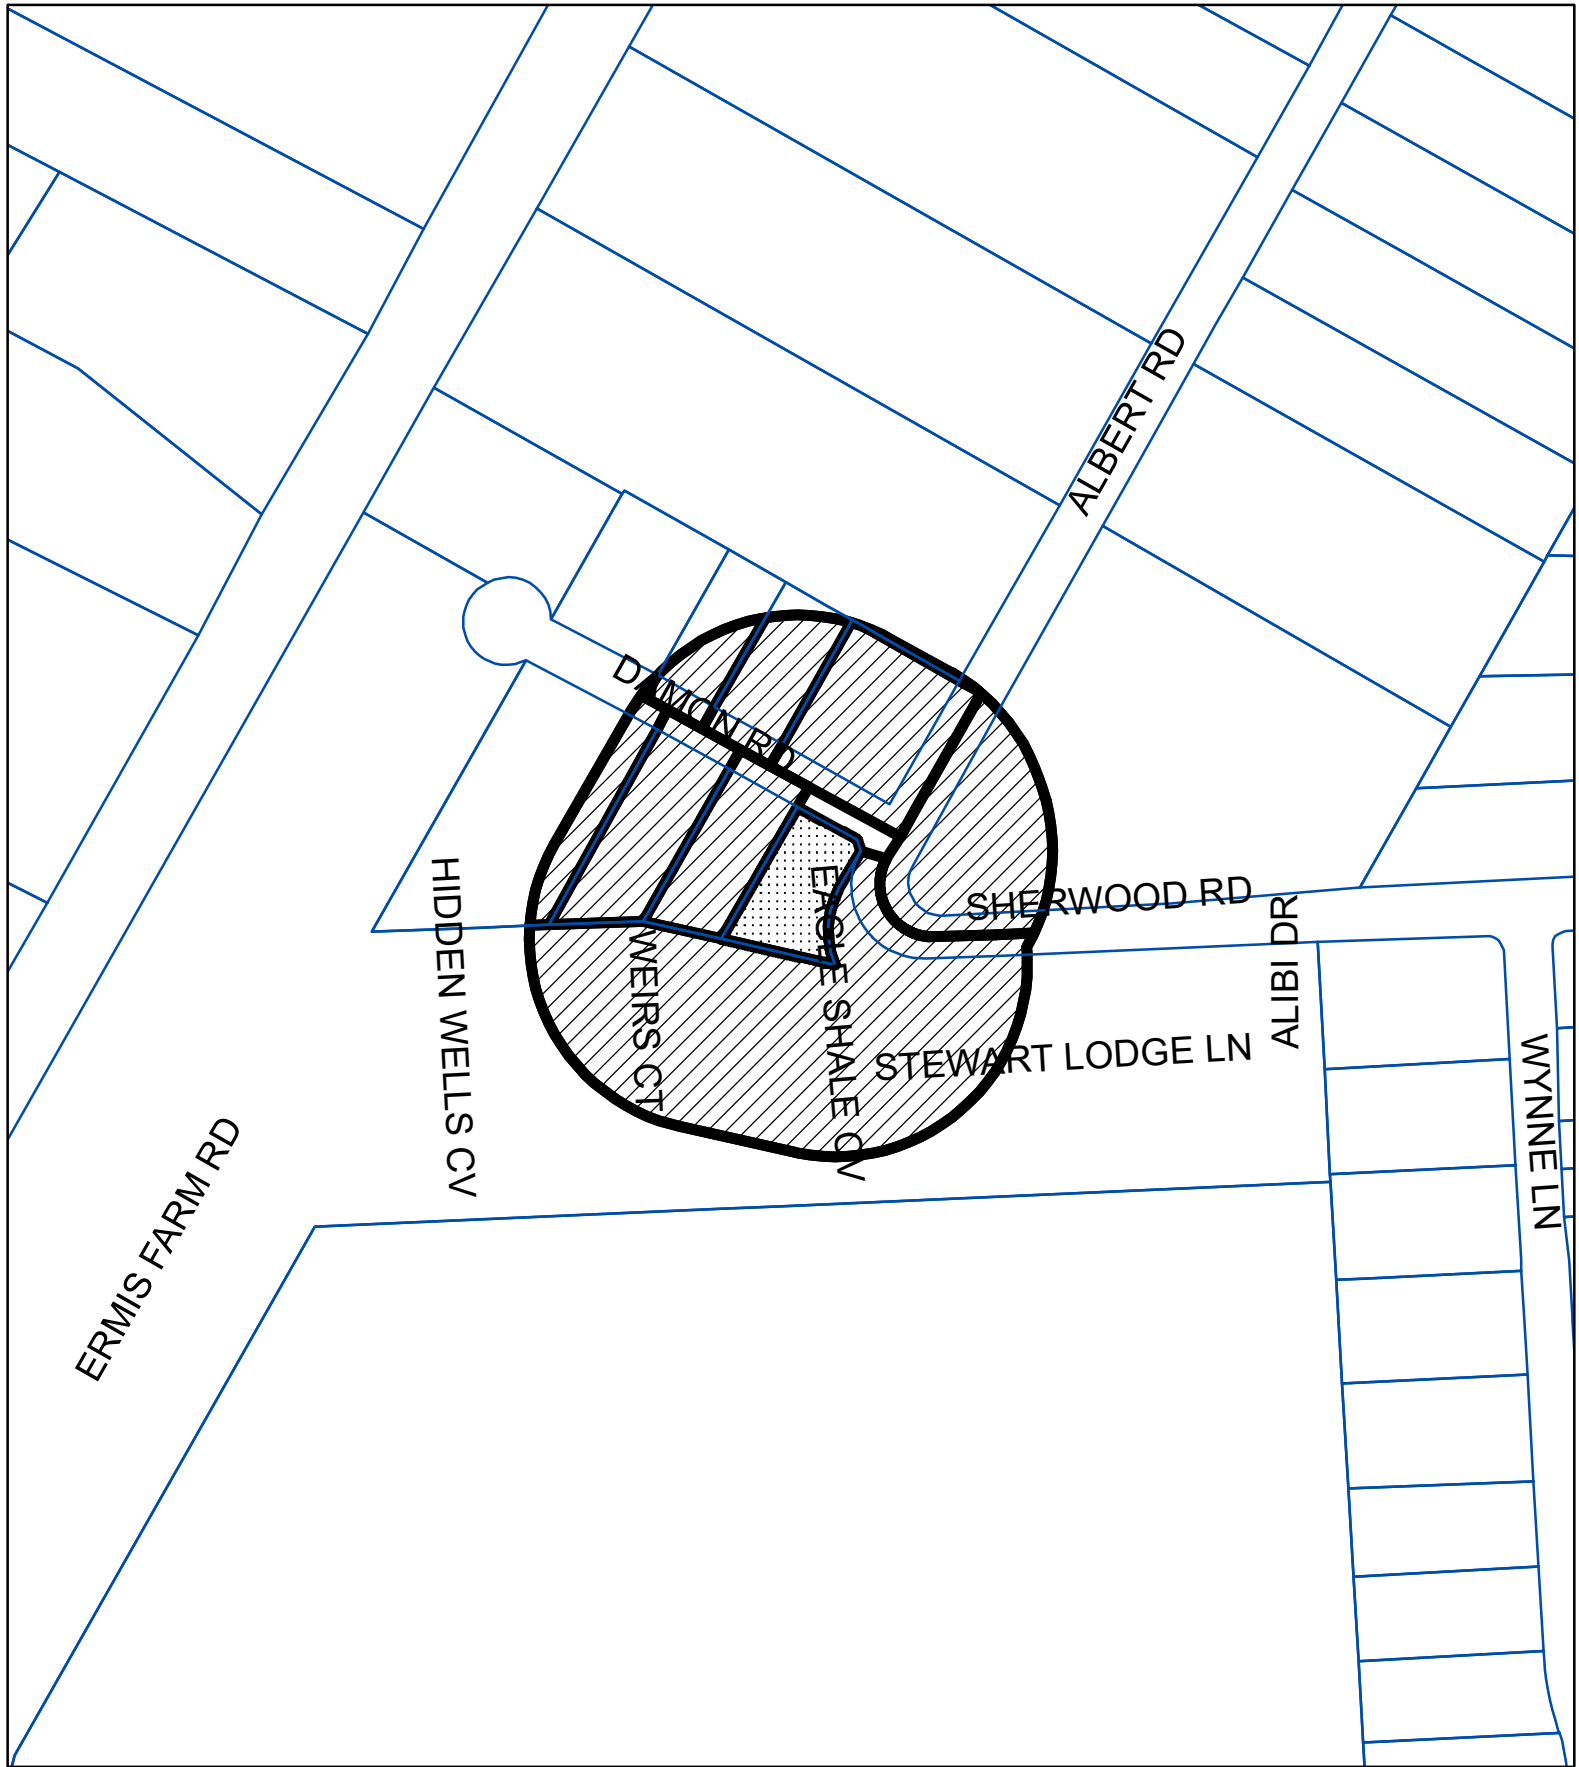 ALBERT RD
DAMON RD
SHERWOOD RD
HIDDEN WELLS CV
WEIRS CT
EAGLE SHALE CV
ALIBI DR
STEWART LODGE LN
WYNNE LN
ERMIS FARM RD